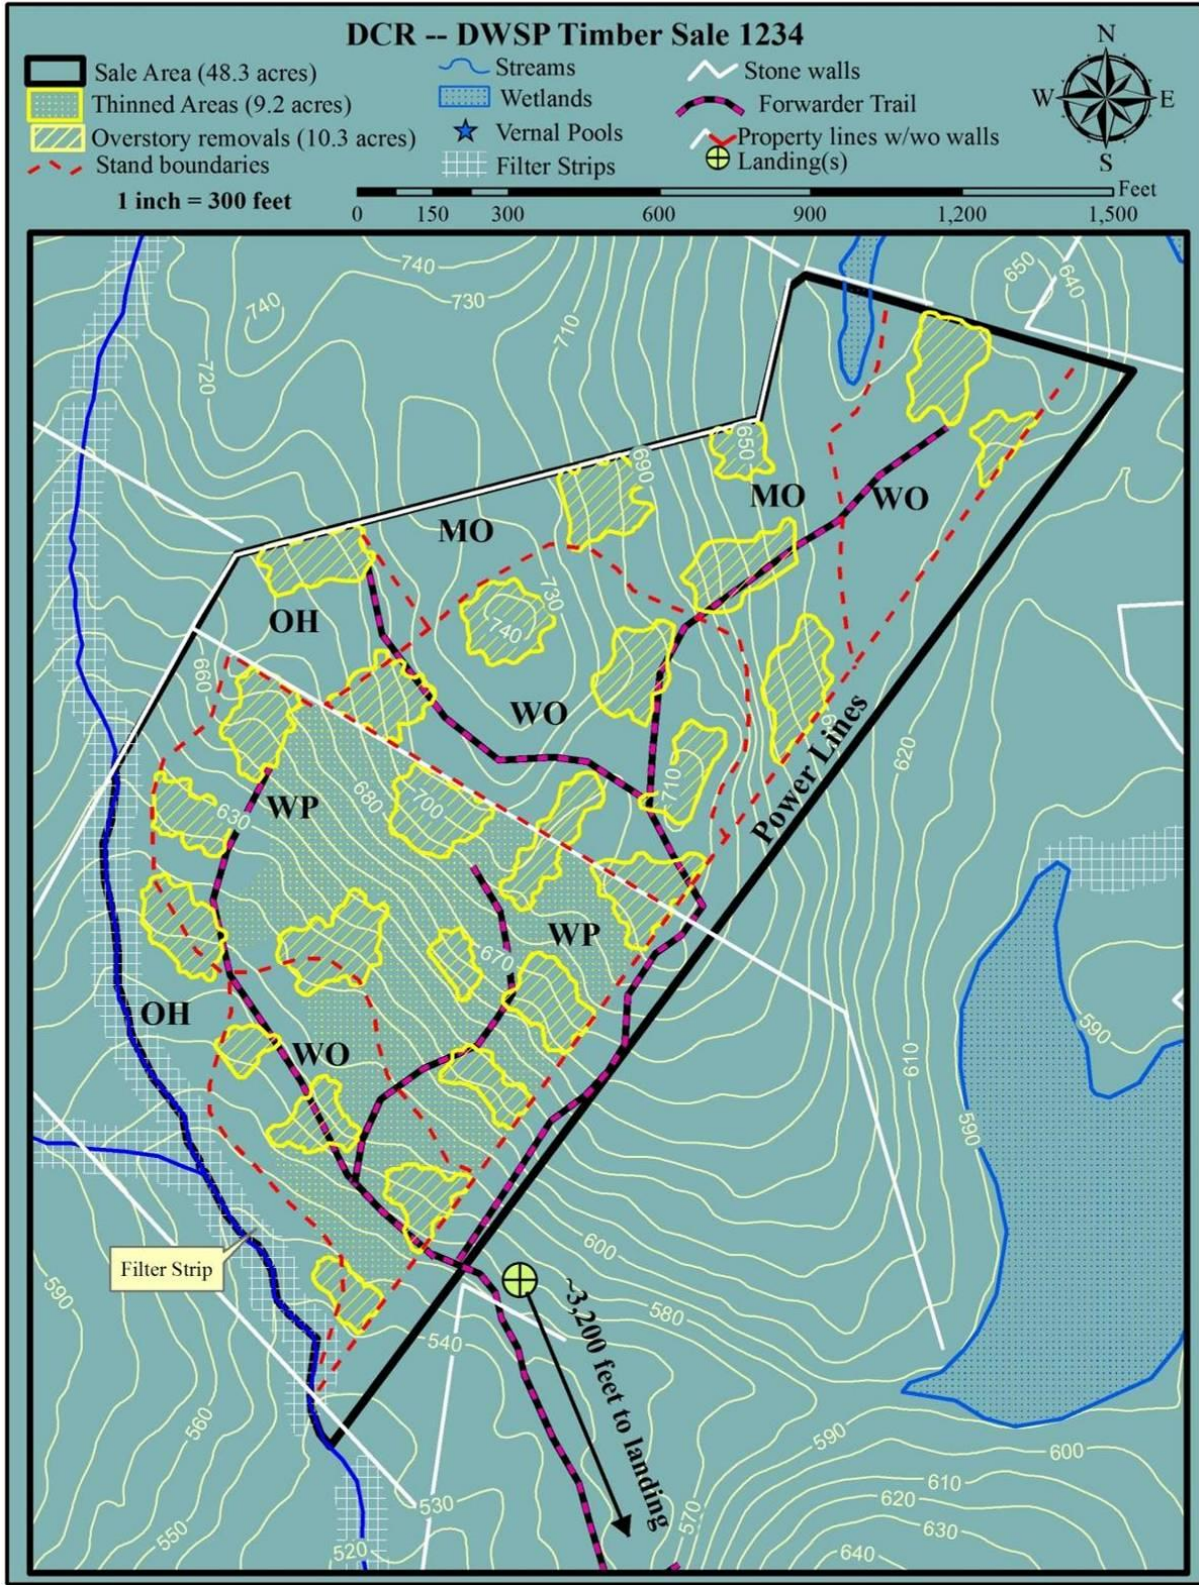 DCR -- DWSP Timber Sale 1234
Sale Area (48.3 acres)
Thinned Areas (9.2 acres)
Overstory removals (10.3 acres)
Stand boundaries
1 inch = 300 feet
Streams
Wetlands
Vernal Pools
Filter Strips
Stone walls
Forwarder Trail
Property lines w/wo walls
Landing(s)
N
W
E
S
Feet
0
150
300
600
900
1,200
1,500
740
730
740
710
720
650
640
690
650
MO
MO
WO
OH
730
740
660
WO
WP
680
700
630
710
Power Lines
620
WP
670
OH
WO
590
610
590
Filter Strip
600
580
~3,200 feet to landing
590
540
560
590
600
610
620
630
640
530
550
520
570